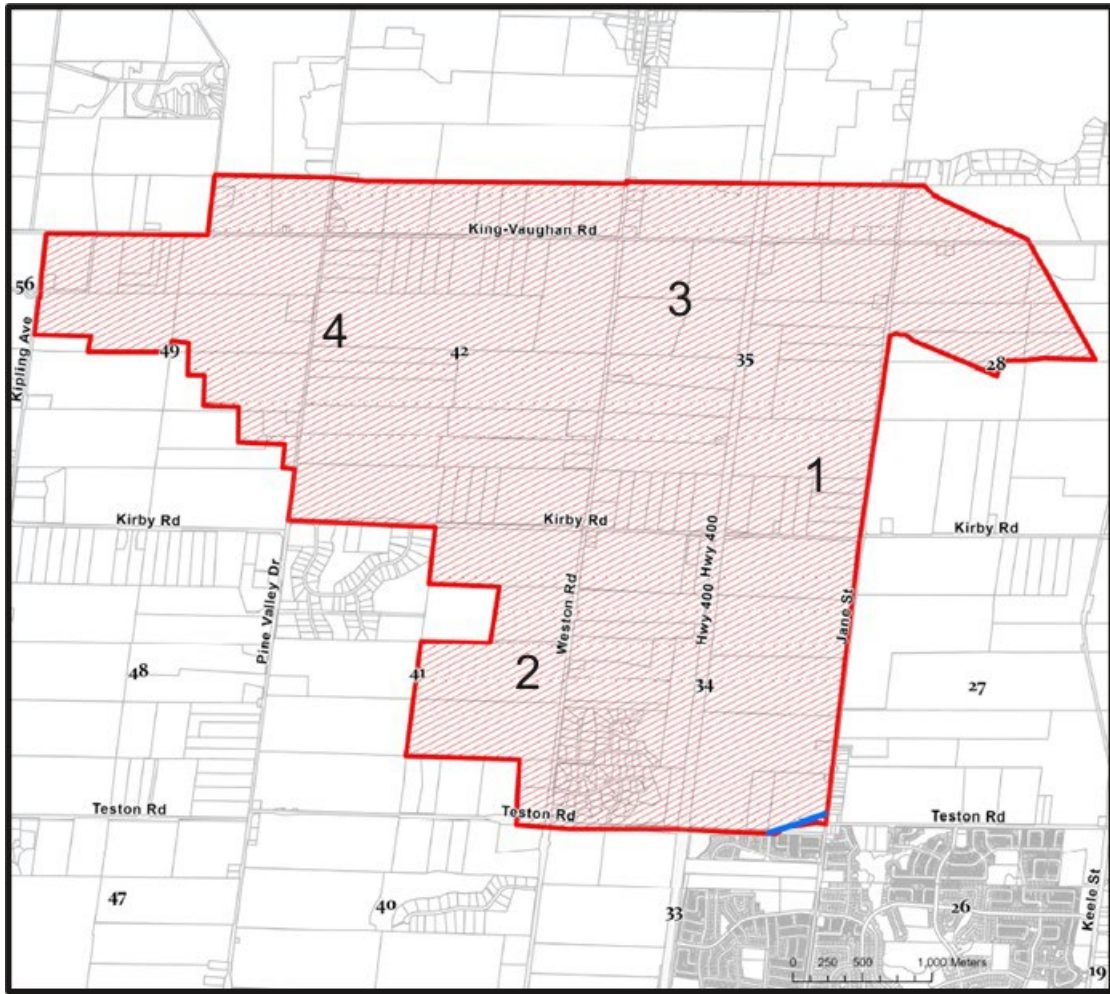 King-Vaughan Rd
56
3
4
42
35
49
28
Kipling Ave
1
Kirby Rd
Kirby Rd
Kirby Rd
Hwy 400
Hwy 400
Weston Rd
Pine Valley Dr
Jane St
48
41
2
34
27
Teston Rd
Teston Rd
Teston Rd
47
40
33
26
Keele St
0 250 500 1,000 Meters
19